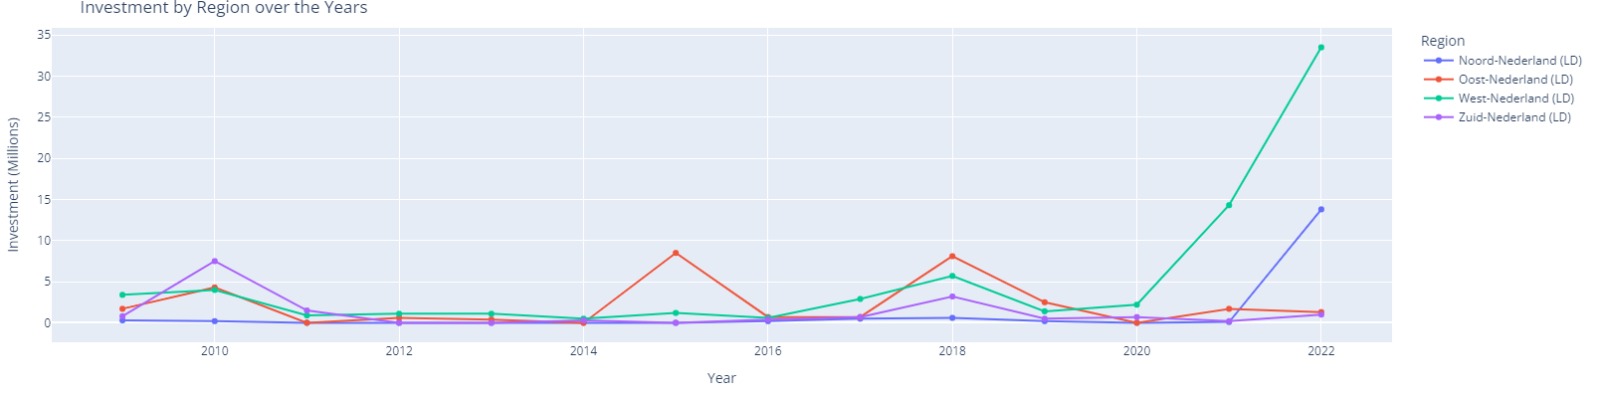 Investment by Region over the Years
Investment (Millions)
35
30
25
20
15
10
5
0
2010
2012
2014
2016
2018
2020
2022
Year
Region
Noord-Nederland (LD)
Oost-Nederland (LD)
West-Nederland (LD)
Zuid-Nederland (LD)